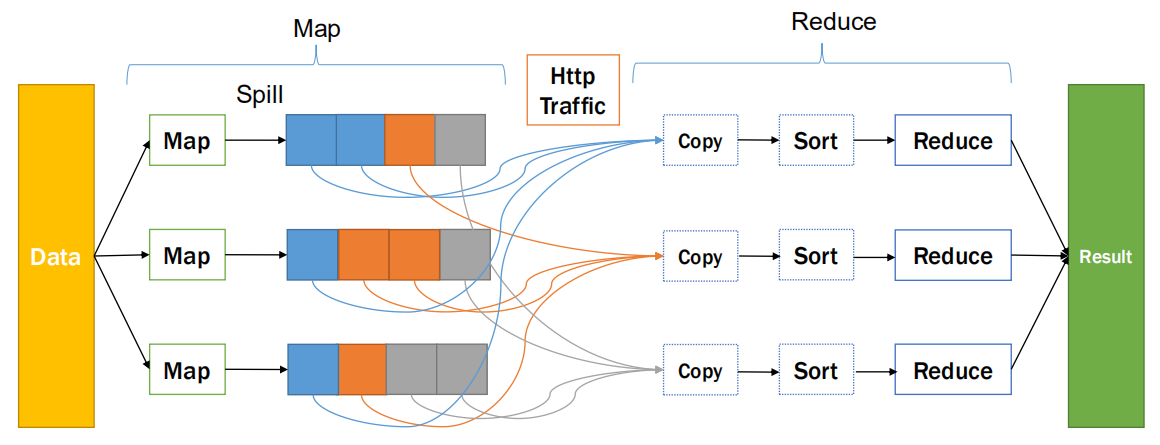 Map
Reduce
Spill
Http
Traffic
Data
Map
Copy
Sort
Reduce
Map
Copy
Sort
Reduce
Result
Map
Copy
Sort
Reduce